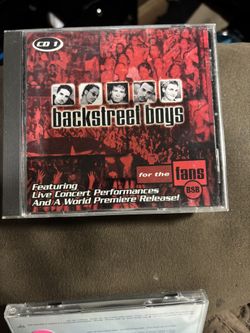 CD 1
backstreet boys
for the fans
BSB
Featuring
Live Concert Performances
And A World Premiere Release!